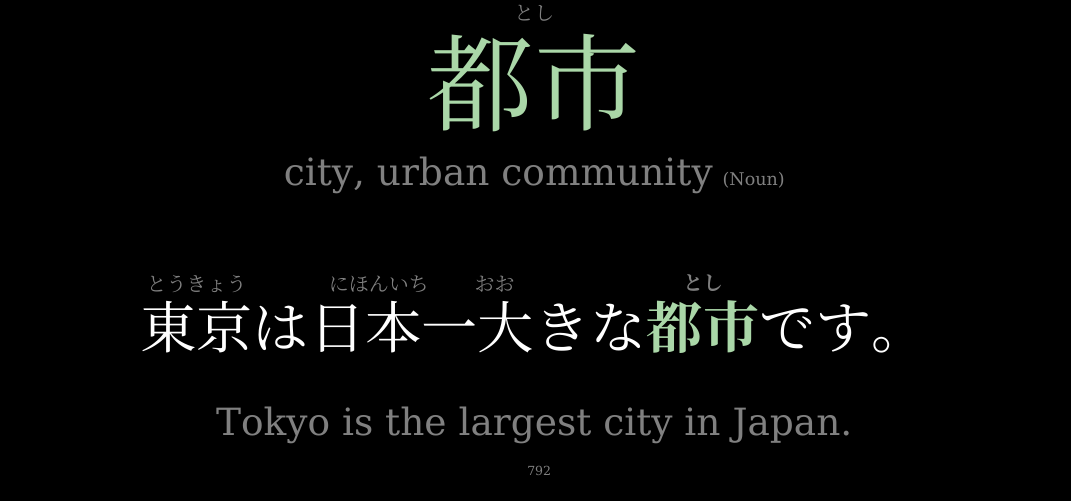 とし
都市
city, urban community (Noun)
とうきょう にほんいち おお とし
東京は日本一大きな都市です。
Tokyo is the largest city in Japan.
792